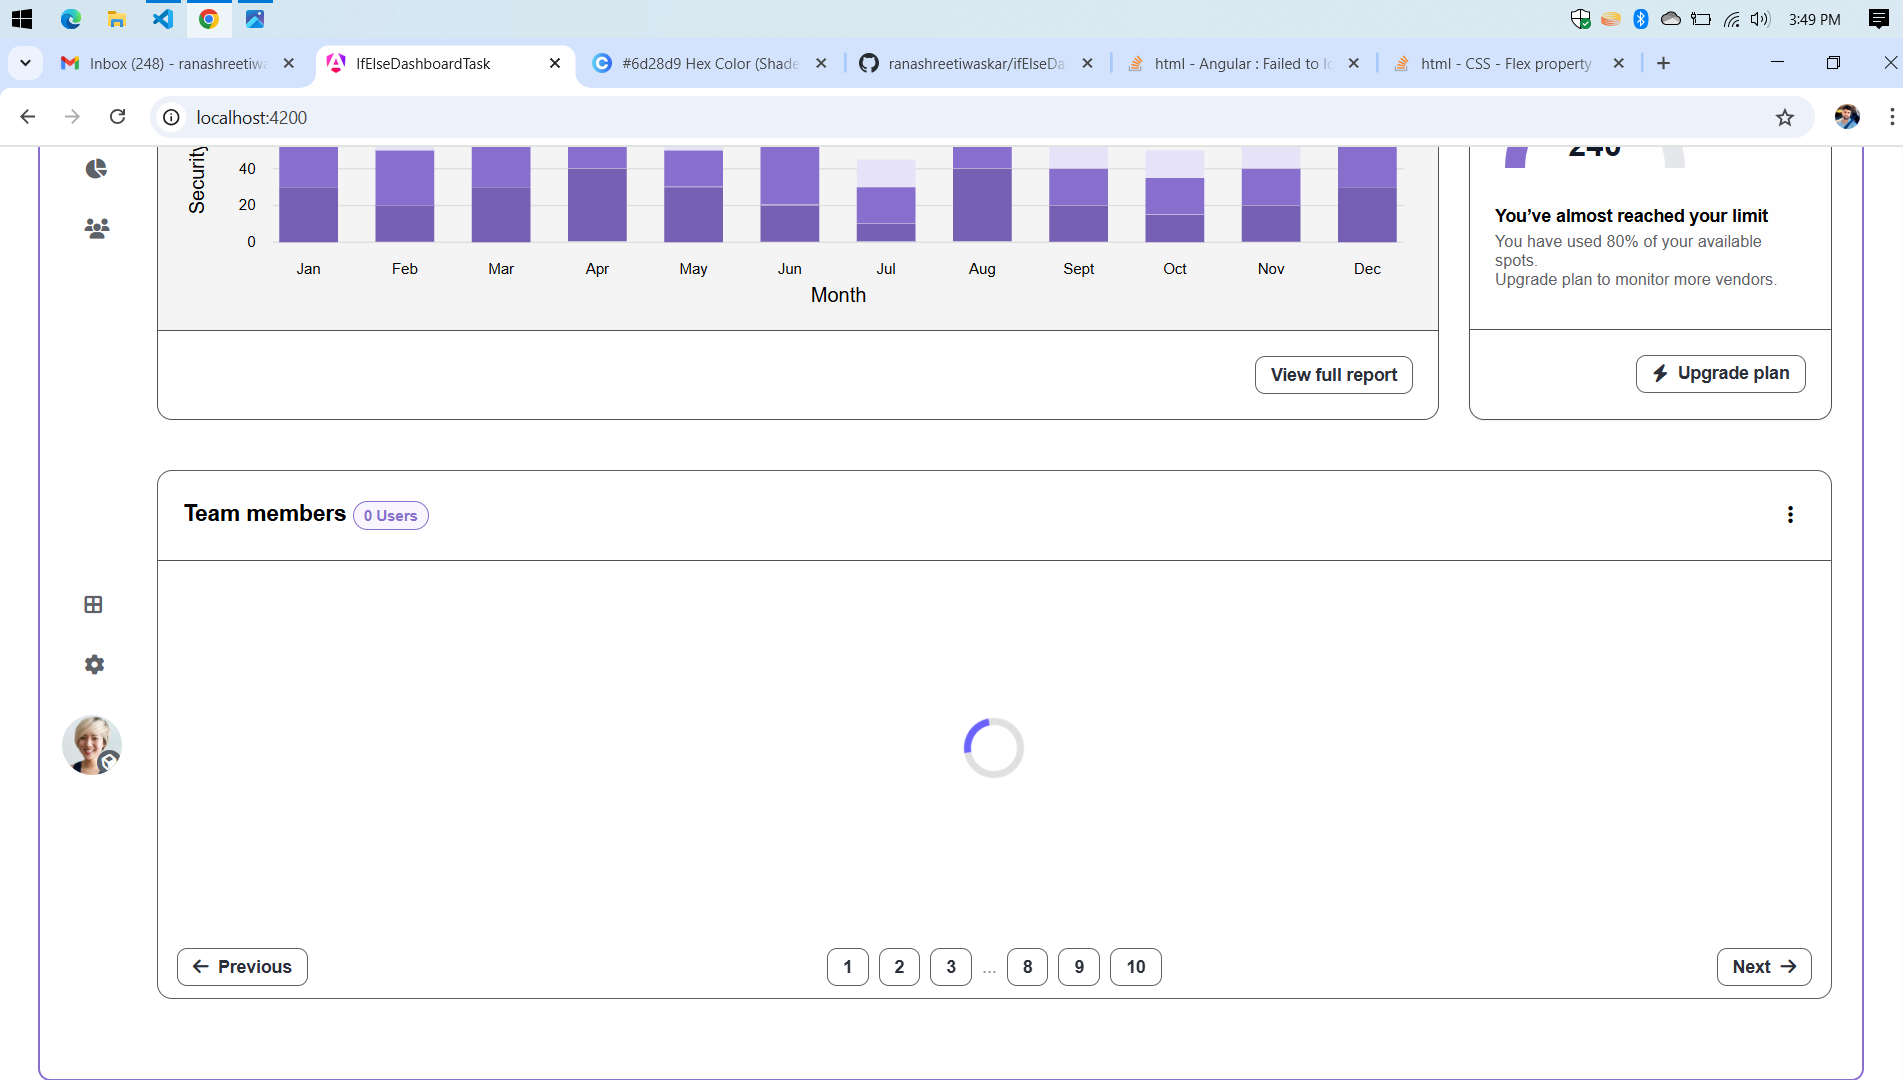 3:49 PM
Inbox (248) - ranashreetiwa
IfElseDashboardTask
#6d28d9 Hex Color (Shade
ranashreetiwaskar/ifElseDa
html - Angular : Failed to lo
html - CSS - Flex property
localhost:4200
240
Security
40
20
0
Jan Feb Mar Apr May Jun Jul Aug Sept Oct Nov Dec
Month
You’ve almost reached your limit
You have used 80% of your available
spots.
Upgrade plan to monitor more vendors.
View full report
Upgrade plan
Team members 0 Users
Previous
1 2 3 ... 8 9 10
Next